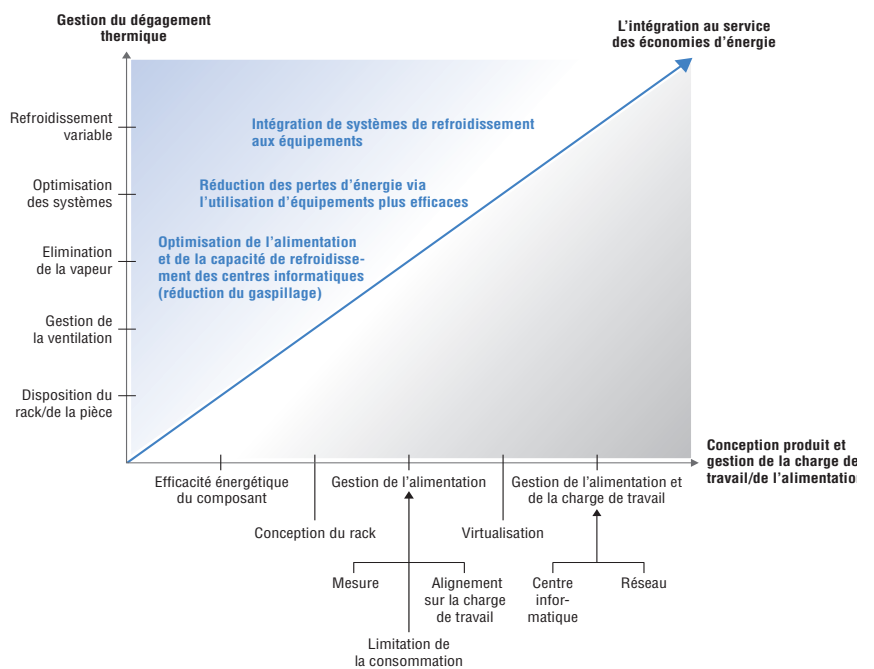 Gestion du dégagement
thermique
L'intégration au service
des économies d'énergie
Refroidissement
variable
Intégration de systèmes de refroidissement
aux équipements
Optimisation
des systèmes
Réduction des pertes d'énergie via
l'utilisation d'équipements plus efficaces
Elimination
de la vapeur
Optimisation de l'alimentation
et de la capacité de refroidisse-
ment des centres informatiques
(réduction du gaspillage)
Gestion de
la ventilation
Disposition du
rack/de la pièce
Conception produit et
gestion de la charge de
travail/de l'alimentatio
Efficacité énergétique
du composant
Gestion de l'alimentation
Gestion de l'alimentation et
de la charge de travail
Conception du rack
Virtualisation
Mesure
Alignement
sur la charge
de travail
Centre
infor-
matique
Réseau
Limitation de
la consommation